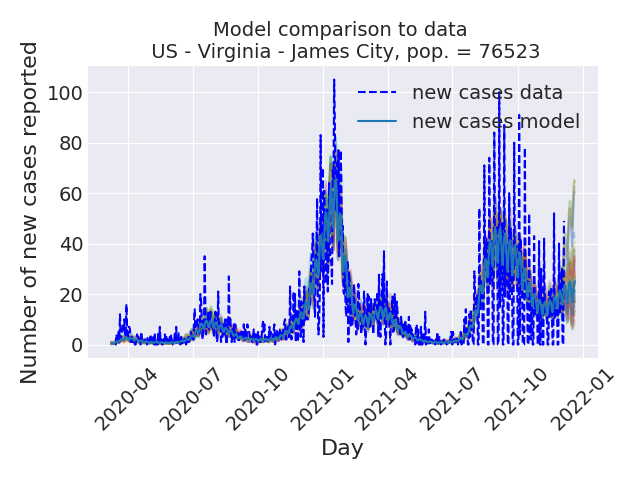 Model comparison to data
US - Virginia - James City, pop. = 76523
Number of new cases reported
100
80
60
40
20
0
new cases data
new cases model
2020-04
2020-07
2020-10
2021-01
2021-04
2021-07
2021-10
2022-01
Day